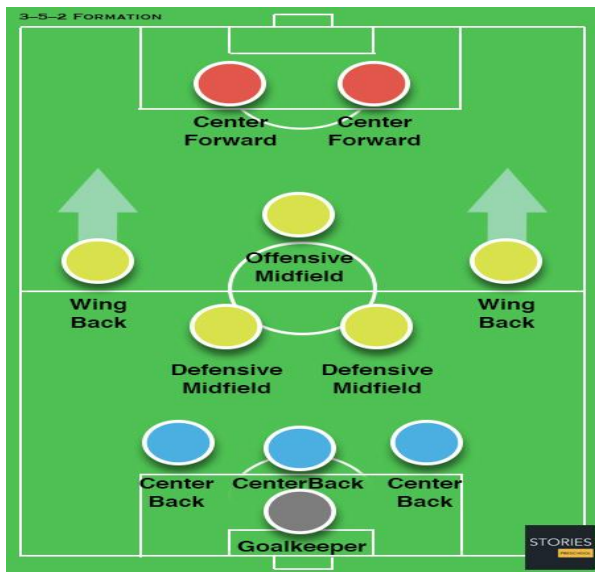 3–5–2 FORMATION
Center
Forward
Center
Forward
Offensive
Midfield
Wing
Back
Wing
Back
Defensive
Midfield
Defensive
Midfield
Center
Back
CenterBack
Center
Back
Goalkeeper
STORIES